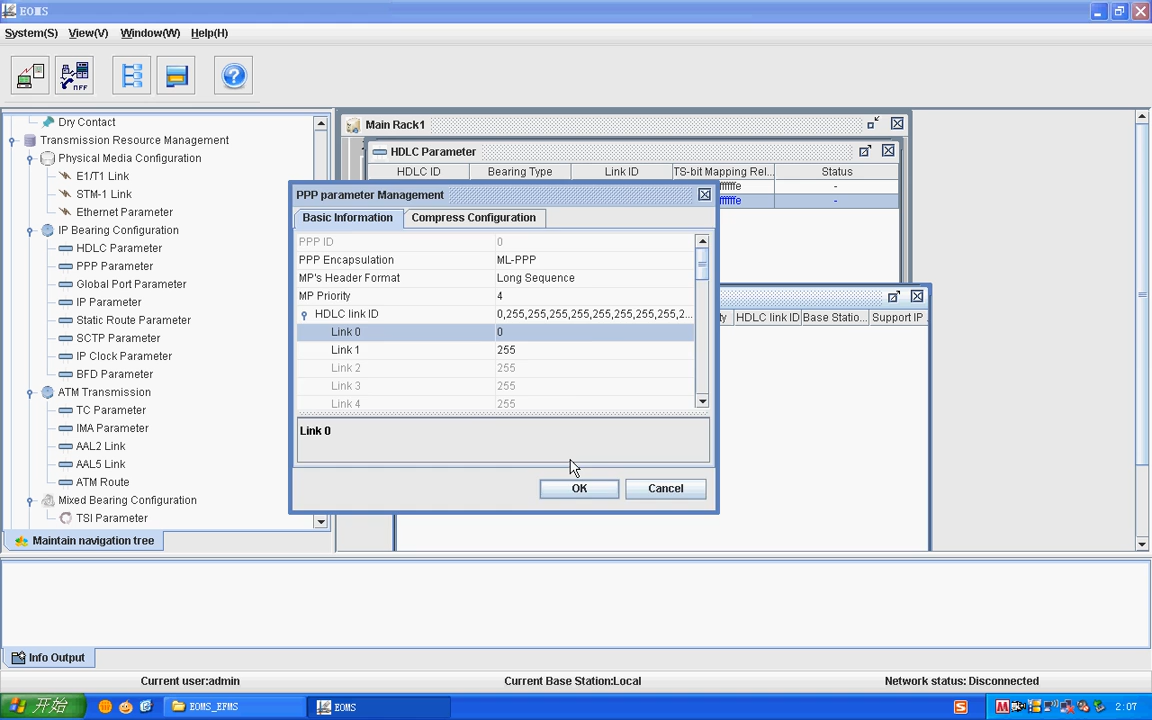 EOMS
System(S) View(V) Window(W) Help(H)
Dry Contact
Transmission Resource Management
Physical Media Configuration
E1/T1 Link
STM-1 Link
Ethernet Parameter
IP Bearing Configuration
HDLC Parameter
PPP Parameter
Global Port Parameter
IP Parameter
Static Route Parameter
SCTP Parameter
IP Clock Parameter
BFD Parameter
ATM Transmission
TC Parameter
IMA Parameter
AAL2 Link
AAL5 Link
ATM Route
Mixed Bearing Configuration
TSI Parameter
Maintain navigation tree
Main Rack1
HDLC Parameter
HDLC ID Bearing Type Link ID TS-bit Mapping Rel... Status
-
-
HDLC link ID Base Statio... Support IP
PPP parameter Management
Basic Information Compress Configuration
PPP ID 0
PPP Encapsulation ML-PPP
MP's Header Format Long Sequence
MP Priority 4
HDLC link ID 0,255,255,255,255,255,255,255,255,2...
Link 0 0
Link 1 255
Link 2 255
Link 3 255
Link 4 255
Link 0
OK Cancel
Info Output
Current user:admin Current Base Station:Local Network status: Disconnected
开始 EOMS_EFMS EOMS 2:07